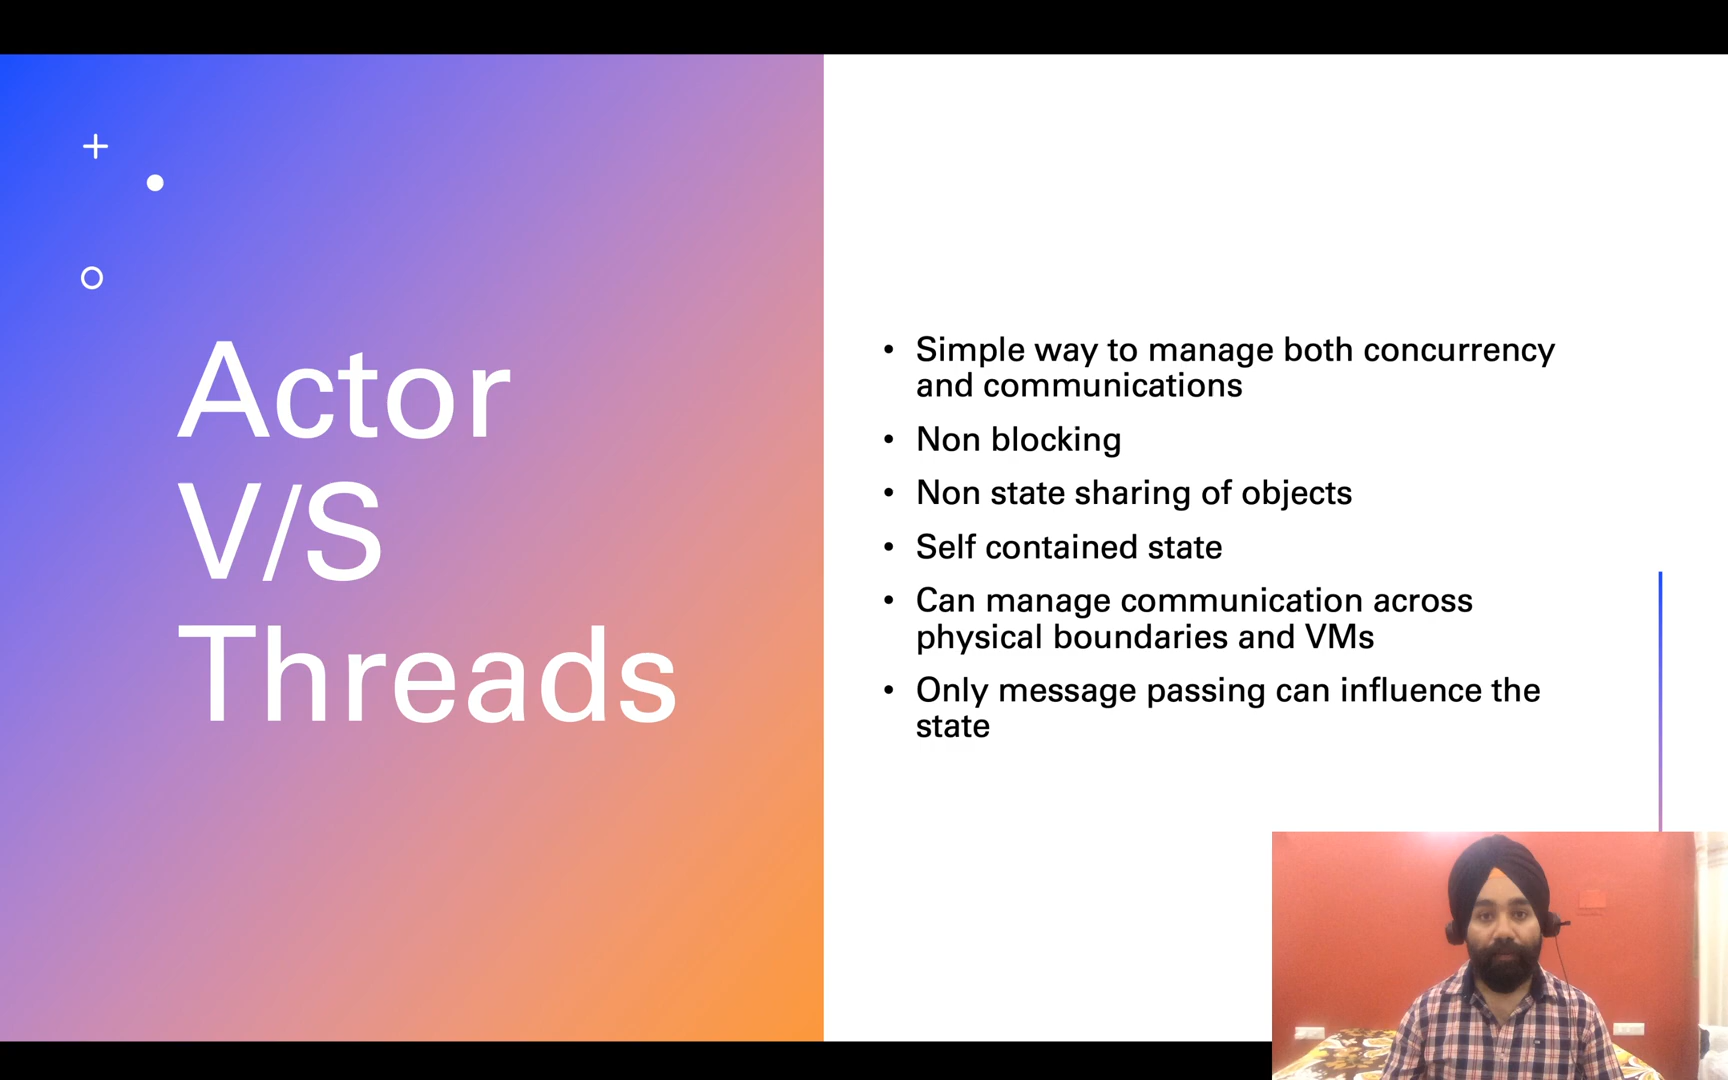 Actor
V/S
Threads
• Simple way to manage both concurrency
and communications
• Non blocking
• Non state sharing of objects
• Self contained state
• Can manage communication across
physical boundaries and VMs
• Only message passing can influence the
state